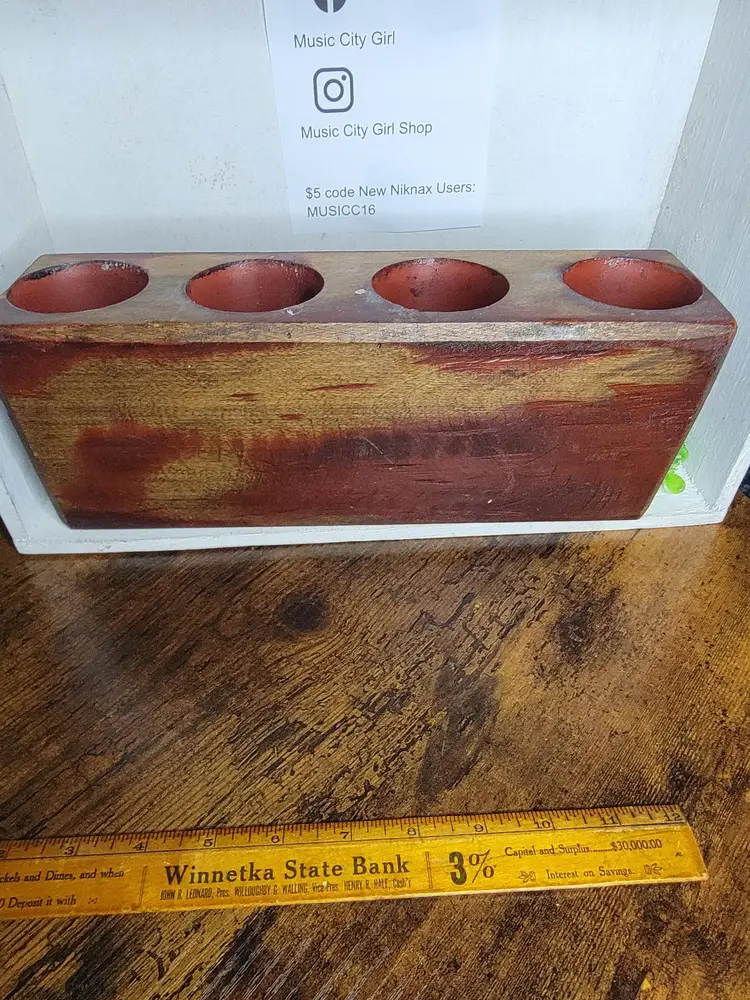 Music City Girl
Music City Girl Shop
$5 code New Niknax Users:
MUSICC16
2 3 4 5 6 7 8 9 10 11 12
ckels and Dimes, and when
0 Deposit it with
Winnetka State Bank
JOHN R. LEONARD, Pres. WILLOUGHBY G. WALLING, Vice-Pres. HENRY R. HALE, Cash'r
3%
Capital and Surplus......$30,000.00
Interest on Savings.